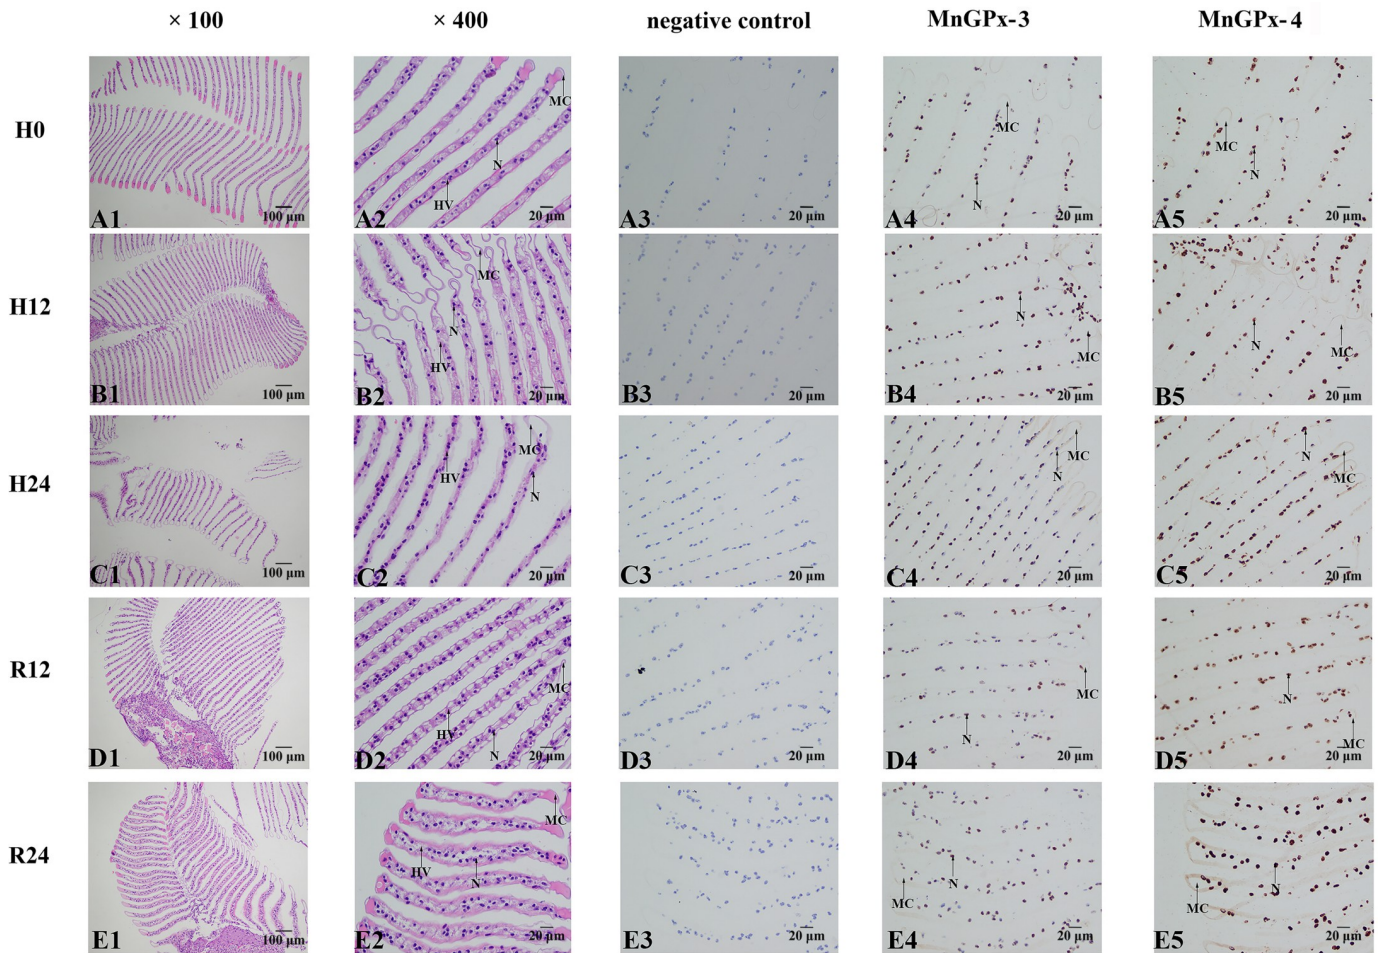 × 100 × 400 negative control MnGPx-3 MnGPx-4
H0
MC N HV MC N MC N
A1 100 μm A2 20 μm A3 20 μm A4 20 μm A5 20 μm
H12
MC N HV N MC N MC
B1 100 μm B2 20 μm B3 20 μm B4 20 μm B5 20 μm
H24
HV MC N MC N N MC
C1 100 μm C2 20 μm C3 20 μm C4 20 μm C5 20 μm
R12
MC HV N MC N N MC
D1 100 μm D2 20 μm D3 20 μm D4 20 μm D5 20 μm
R24
MC HV N N MC N MC
E1 100 μm E2 20 μm E3 20 μm E4 20 μm E5 20 μm